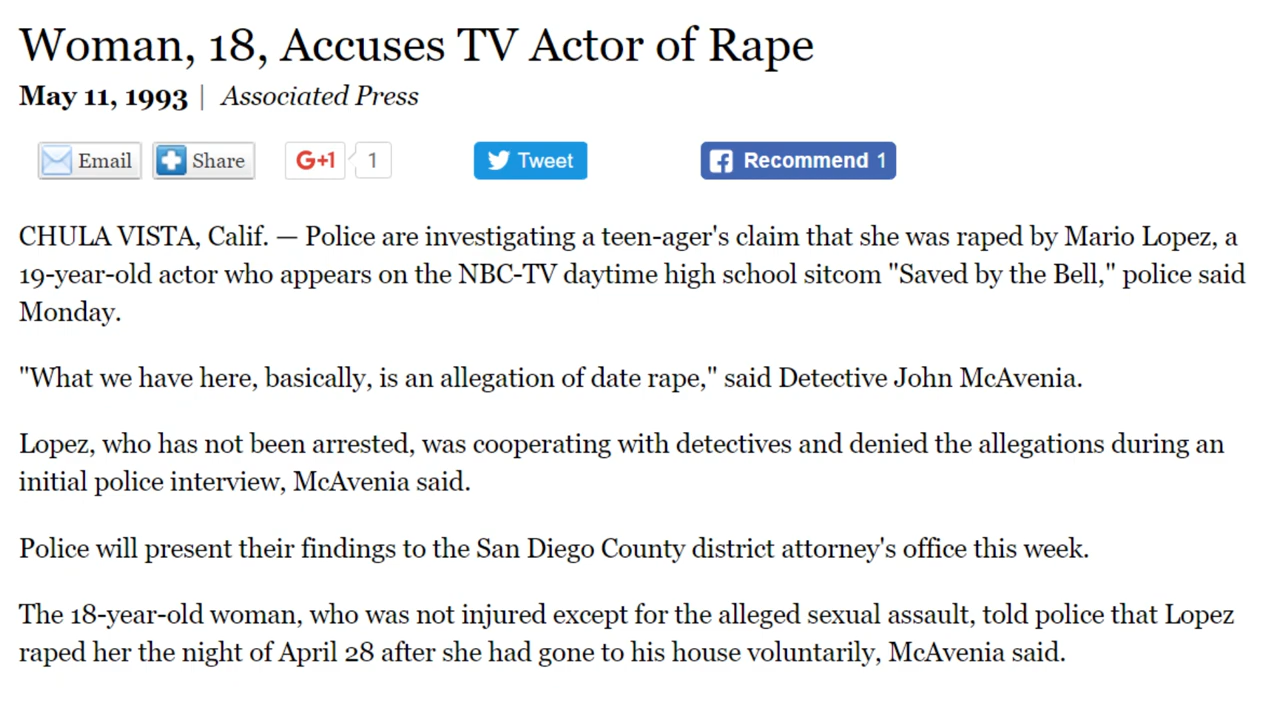 Woman, 18, Accuses TV Actor of Rape
May 11, 1993 | Associated Press
Email Share G+1 1 Tweet Recommend 1
CHULA VISTA, Calif. — Police are investigating a teen-ager's claim that she was raped by Mario Lopez, a
19-year-old actor who appears on the NBC-TV daytime high school sitcom "Saved by the Bell," police said
Monday.
"What we have here, basically, is an allegation of date rape," said Detective John McAvenia.
Lopez, who has not been arrested, was cooperating with detectives and denied the allegations during an
initial police interview, McAvenia said.
Police will present their findings to the San Diego County district attorney's office this week.
The 18-year-old woman, who was not injured except for the alleged sexual assault, told police that Lopez
raped her the night of April 28 after she had gone to his house voluntarily, McAvenia said.